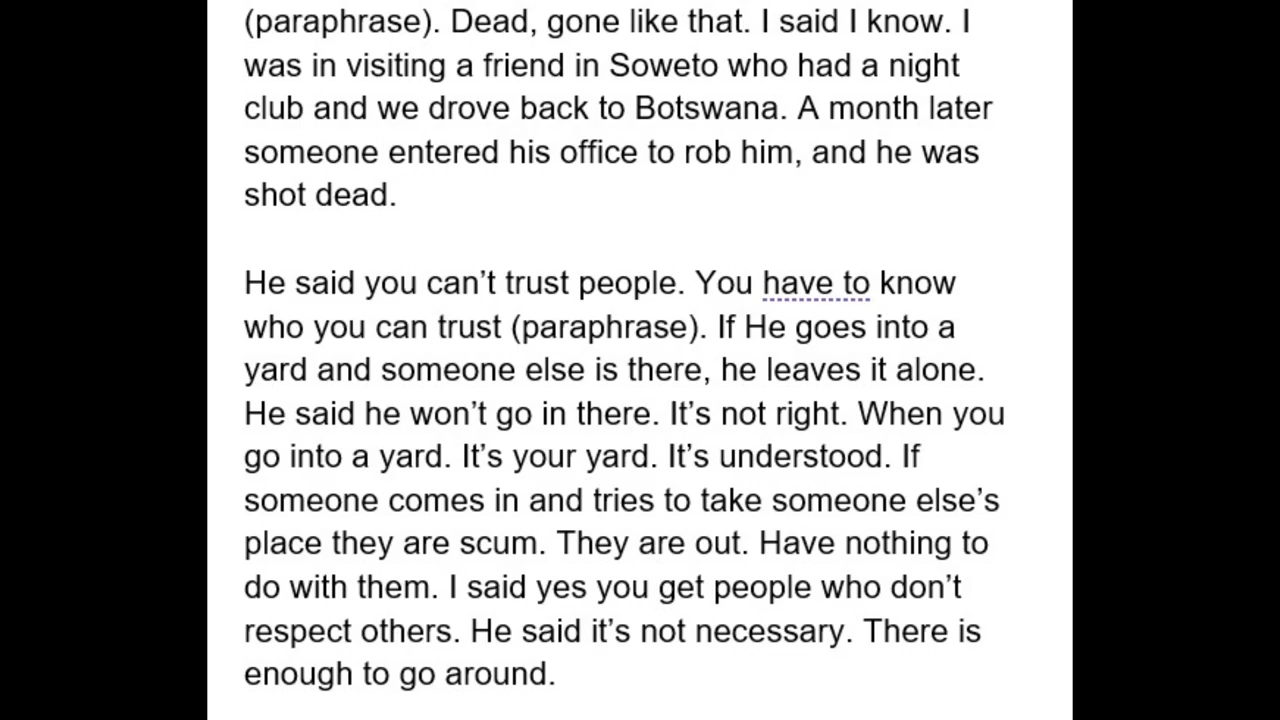 (paraphrase). Dead, gone like that. I said I know. I
was in visiting a friend in Soweto who had a night
club and we drove back to Botswana. A month later
someone entered his office to rob him, and he was
shot dead.
He said you can’t trust people. You have to know
who you can trust (paraphrase). If He goes into a
yard and someone else is there, he leaves it alone.
He said he won’t go in there. It’s not right. When you
go into a yard. It’s your yard. It’s understood. If
someone comes in and tries to take someone else’s
place they are scum. They are out. Have nothing to
do with them. I said yes you get people who don’t
respect others. He said it’s not necessary. There is
enough to go around.